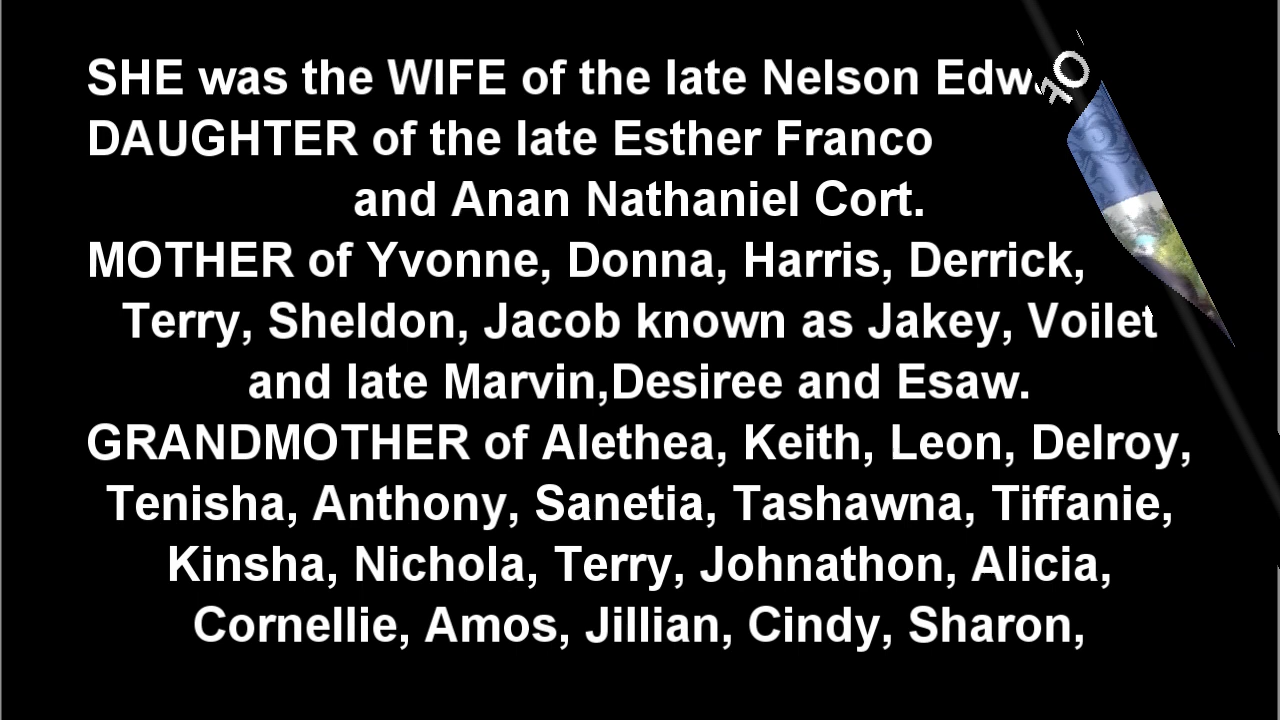 SHE was the WIFE of the late Nelson
DAUGHTER of the late Esther Franco
and Anan Nathaniel Cort.
MOTHER of Yvonne, Donna, Harris, Derrick,
Terry, Sheldon, Jacob known as Jakey, Voilet
and late Marvin,Desiree and Esaw.
GRANDMOTHER of Alethea, Keith, Leon, Delroy,
Tenisha, Anthony, Sanetia, Tashawna, Tiffanie,
Kinsha, Nichola, Terry, Johnathon, Alicia,
Cornellie, Amos, Jillian, Cindy, Sharon,